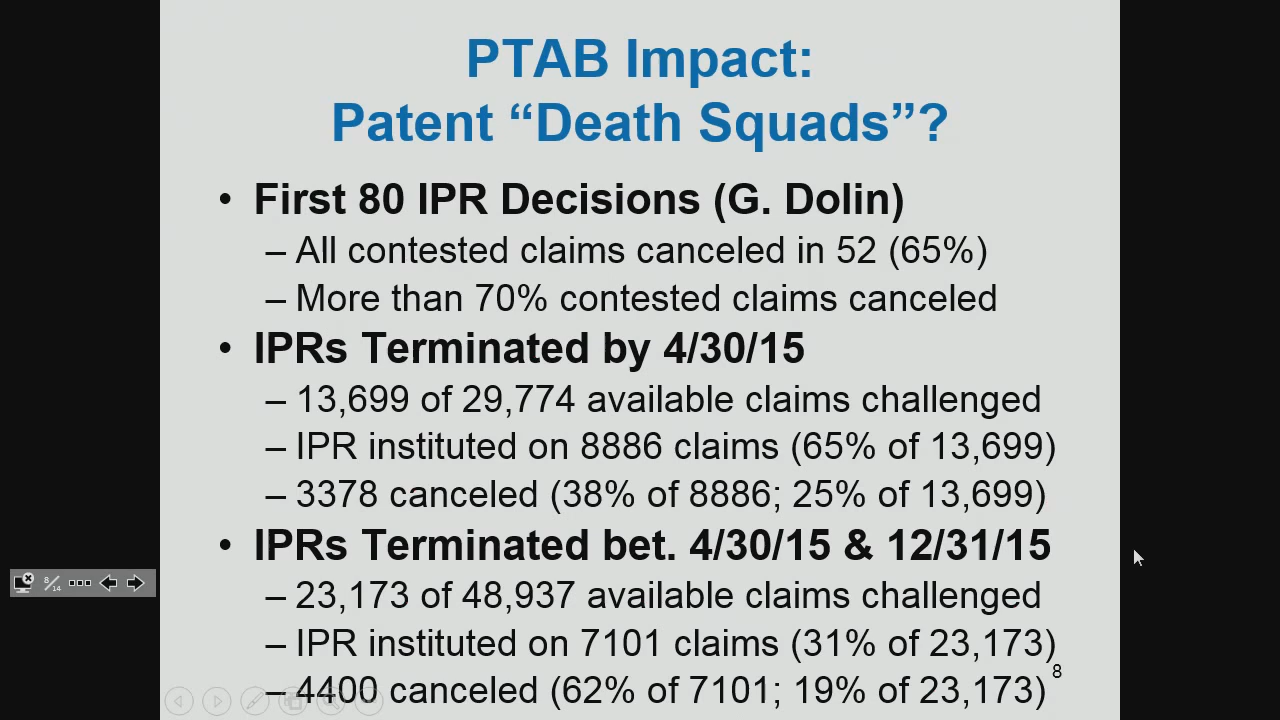 PTAB Impact:
Patent “Death Squads”?
• First 80 IPR Decisions (G. Dolin)
– All contested claims canceled in 52 (65%)
– More than 70% contested claims canceled
• IPRs Terminated by 4/30/15
– 13,699 of 29,774 available claims challenged
– IPR instituted on 8886 claims (65% of 13,699)
– 3378 canceled (38% of 8886; 25% of 13,699)
• IPRs Terminated bet. 4/30/15 & 12/31/15
– 23,173 of 48,937 available claims challenged
– IPR instituted on 7101 claims (31% of 23,173)
– 4400 canceled (62% of 7101; 19% of 23,173)
8
8/14